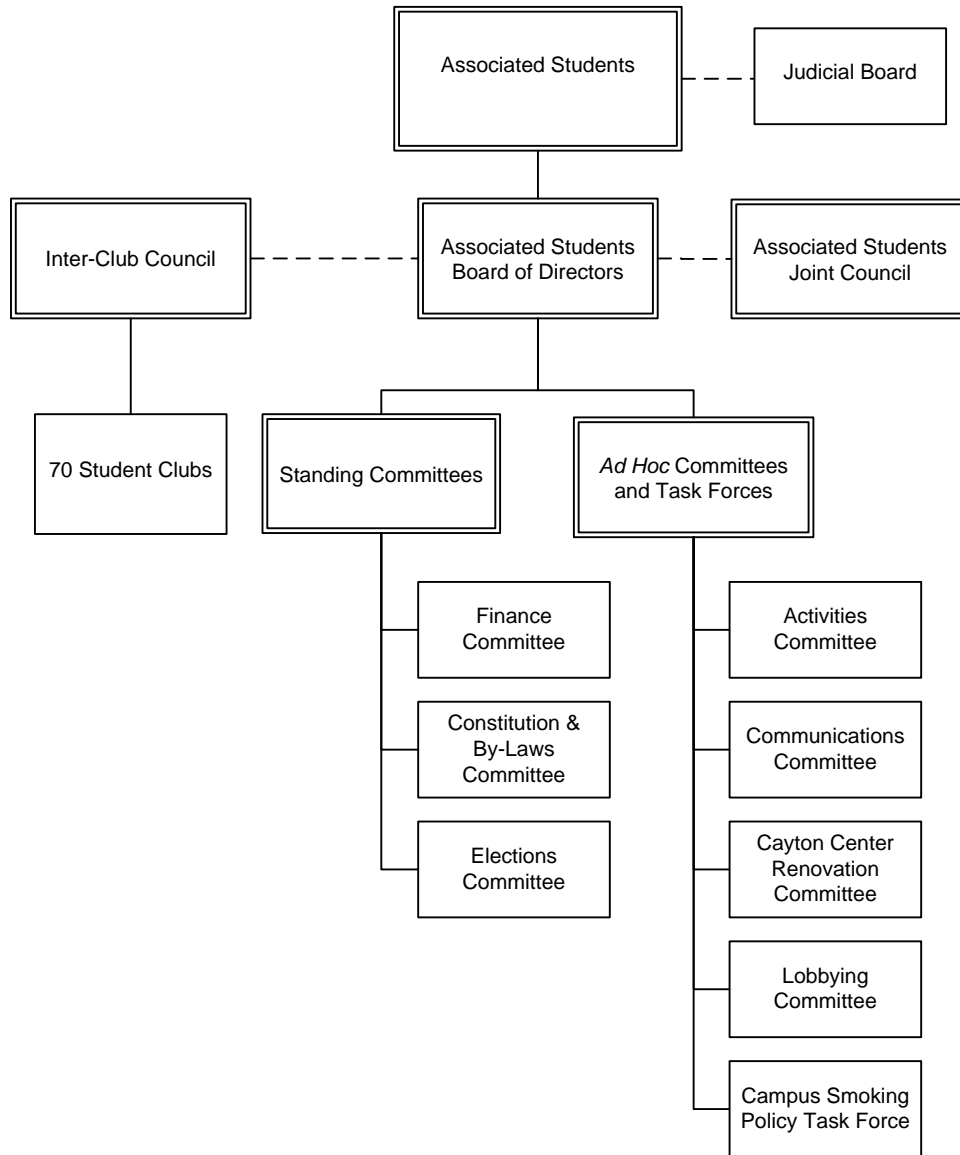 Associated Students
Judicial Board
Inter-Club Council
Associated Students
Board of Directors
Associated Students
Joint Council
70 Student Clubs
Standing Committees
Ad Hoc Committees
and Task Forces
Finance
Committee
Activities
Committee
Constitution &
By-Laws
Committee
Communications
Committee
Elections
Committee
Cayton Center
Renovation
Committee
Lobbying
Committee
Campus Smoking
Policy Task Force